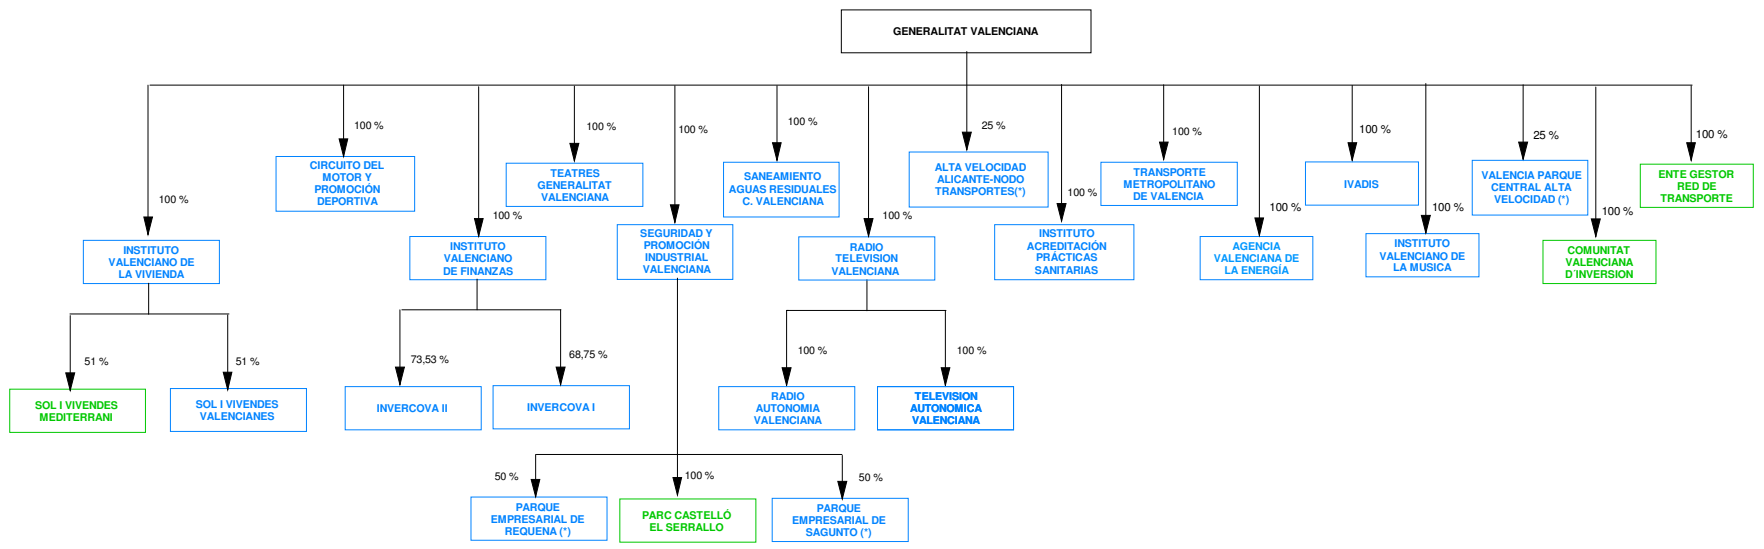 GENERALITAT VALENCIANA
100 %
100 %
100 %
100 %
100 %
100 %
100 %
100 %
25 %
100 %
100 %
100 %
100 %
100 %
25 %
100 %
100 %
CIRCUITO DEL
MOTOR Y
PROMOCIÓN
DEPORTIVA
TEATRES
GENERALITAT
VALENCIANA
SANEAMIENTO
AGUAS RESIDUALES
C. VALENCIANA
ALTA VELOCIDAD
ALICANTE-NODO
TRANSPORTES(*)
TRANSPORTE
METROPOLITANO
DE VALENCIA
IVADIS
VALENCIA PARQUE
CENTRAL ALTA
VELOCIDAD (*)
ENTE GESTOR
RED DE
TRANSPORTE
INSTITUTO
VALENCIANO DE
LA VIVIENDA
INSTITUTO
VALENCIANO
DE FINANZAS
SEGURIDAD Y
PROMOCIÓN
INDUSTRIAL
VALENCIANA
RADIO
TELEVISION
VALENCIANA
INSTITUTO
ACREDITACIÓN
PRÁCTICAS
SANITARIAS
AGENCIA
VALENCIANA DE
LA ENERGÍA
INSTITUTO
VALENCIANO DE
LA MUSICA
COMUNITAT
VALENCIANA
D´INVERSION
51 %
51 %
73,53 %
68,75 %
100 %
100 %
SOL I VIVENDES
MEDITERRANI
SOL I VIVENDES
VALENCIANES
INVERCOVA II
INVERCOVA I
RADIO
AUTONOMIA
VALENCIANA
TELEVISION
AUTONOMICA
VALENCIANA
50 %
100 %
50 %
PARQUE
EMPRESARIAL DE
REQUENA (*)
PARC CASTELLÓ
EL SERRALLO
PARQUE
EMPRESARIAL DE
SAGUNTO (*)